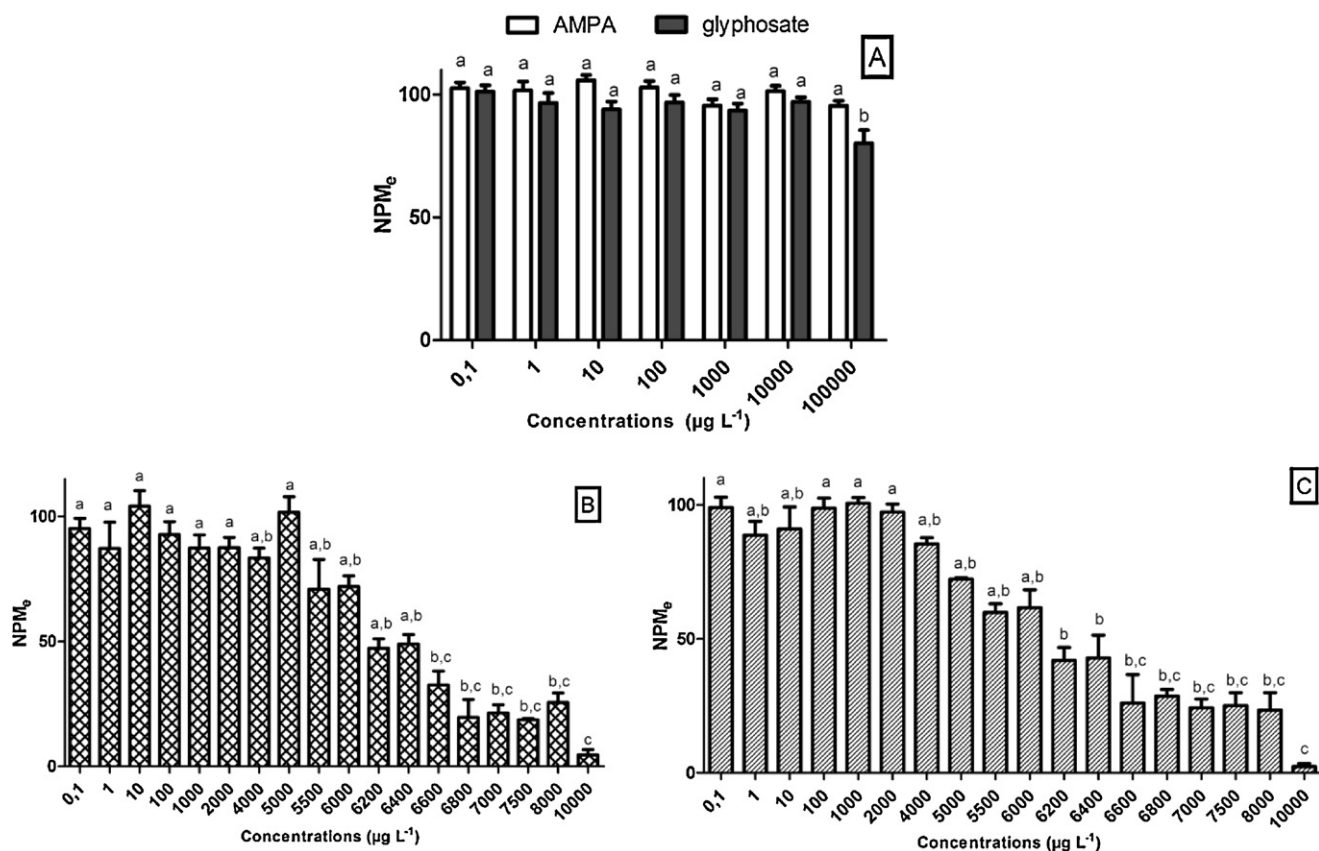 AMPA glyphosate
A
a a a a a a a a a a a a a b
100
50
0
NPMe
0,1 1 10 100 1000 10000 100000
Concentrations (µg L-1)
B
a a a a a a a,b a a,b a,b a,b a,b b,c b,c b,c b,c b,c c
100
50
0
NPMe
0,1 1 10 100 1000 2000 4000 5000 5500 6000 6200 6400 6600 6800 7000 7500 8000 10000
Concentrations (µg L-1)
C
a a,b a,b a a a a,b a,b a,b a,b b b b,c b,c b,c b,c b,c c
100
50
0
NPMe
0,1 1 10 100 1000 2000 4000 5000 5500 6000 6200 6400 6600 6800 7000 7500 8000 10000
Concentrations (µg L-1)